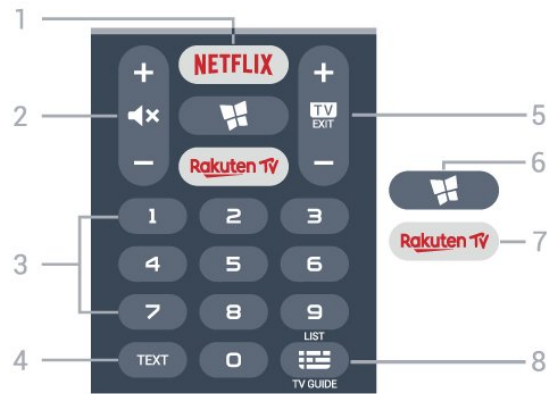 1
NETFLIX
+
+
2
TV
EXIT
5
6
-
Rakuten TV
-
Rakuten TV
7
1 2 3
3
4 5 6
7 8 9
LIST
4
TEXT
0
8
TV GUIDE